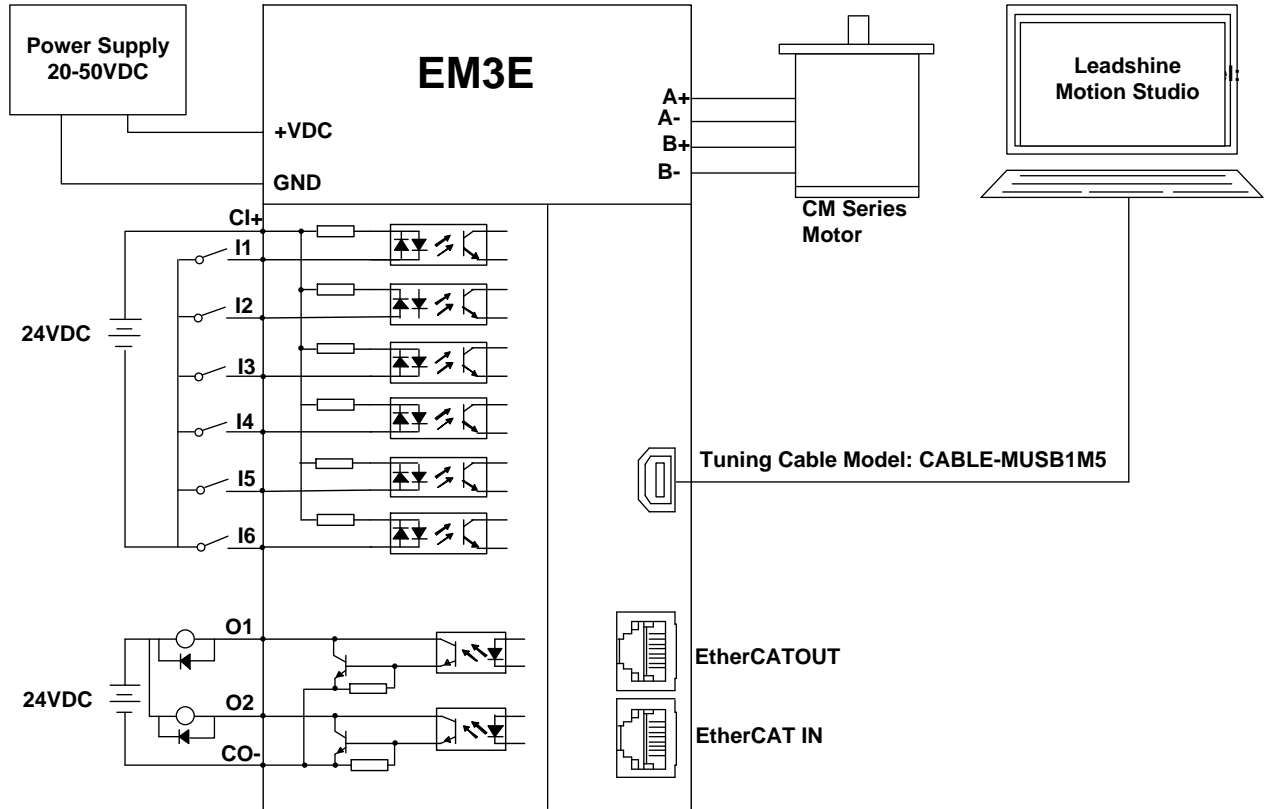 Power Supply
20-50VDC
EM3E
+VDC
GND
A+
A-
B+
B-
CM Series
Motor
Leadshine
Motion Studio
el:
CI+
I1
I2
I3
I4
I5
I6
24VDC
Tuning Cable Model: CABLE-MUSB1M5
O1
O2
CO-
24VDC
EtherCATOUT
EtherCAT IN